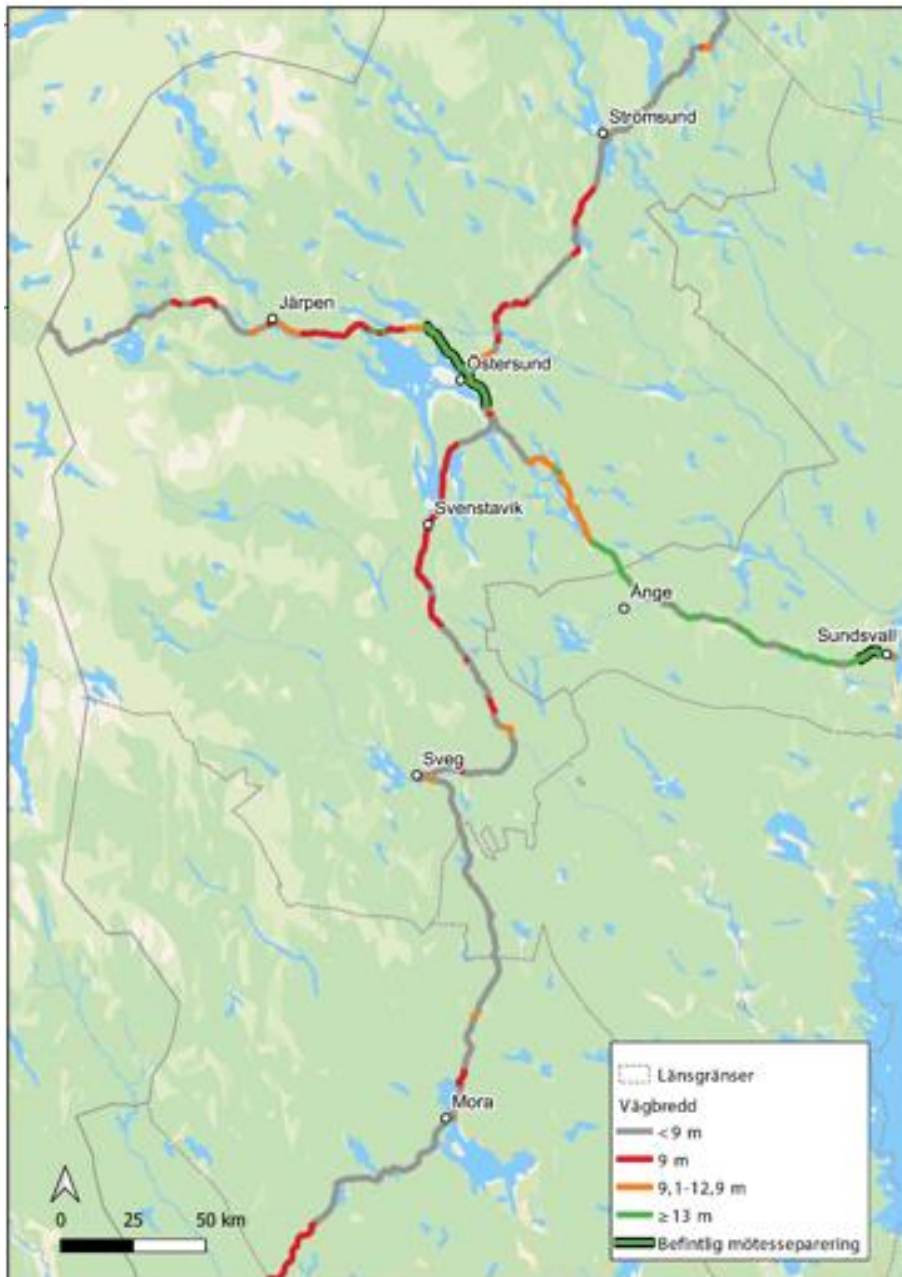 Strömsund
Järpen
Östersund
Svenstavik
Ånge
Sundsvall
Sveg
Mora
Länsgränser
Vägbredd
<9 m
9 m
9,1-12,9 m
≥13 m
Befintlig mötesseparering
0 25 50 km